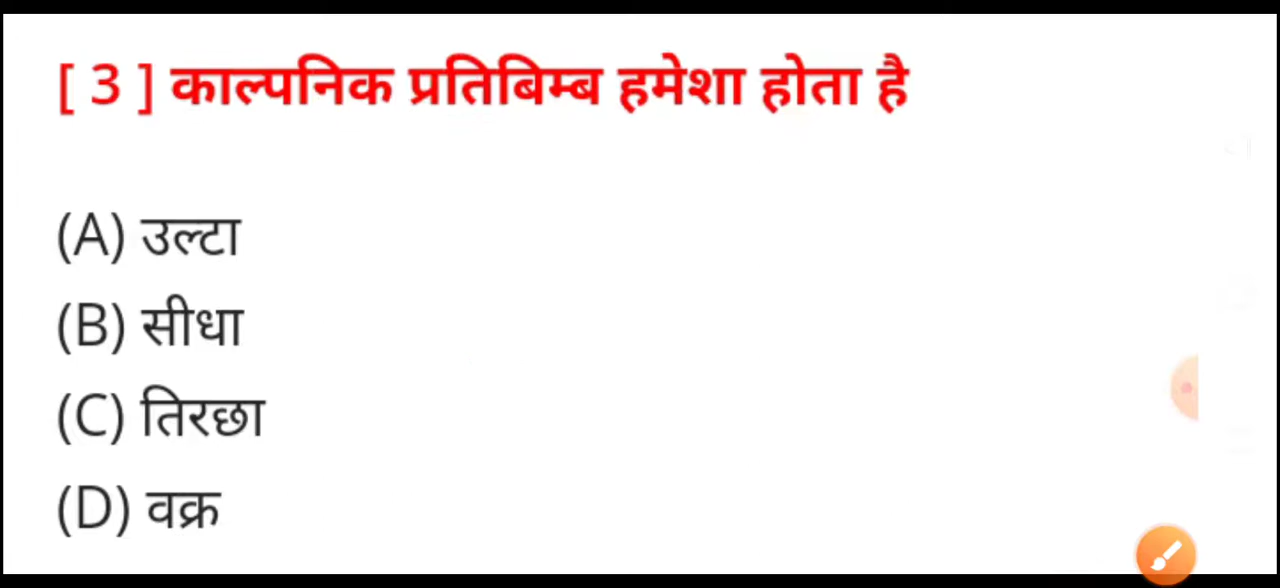 [ 3 ] काल्पनिक प्रतिबिम्ब हमेशा होता है
(A) उल्टा
(B) सीधा
(C) तिरछा
(D) वक्र